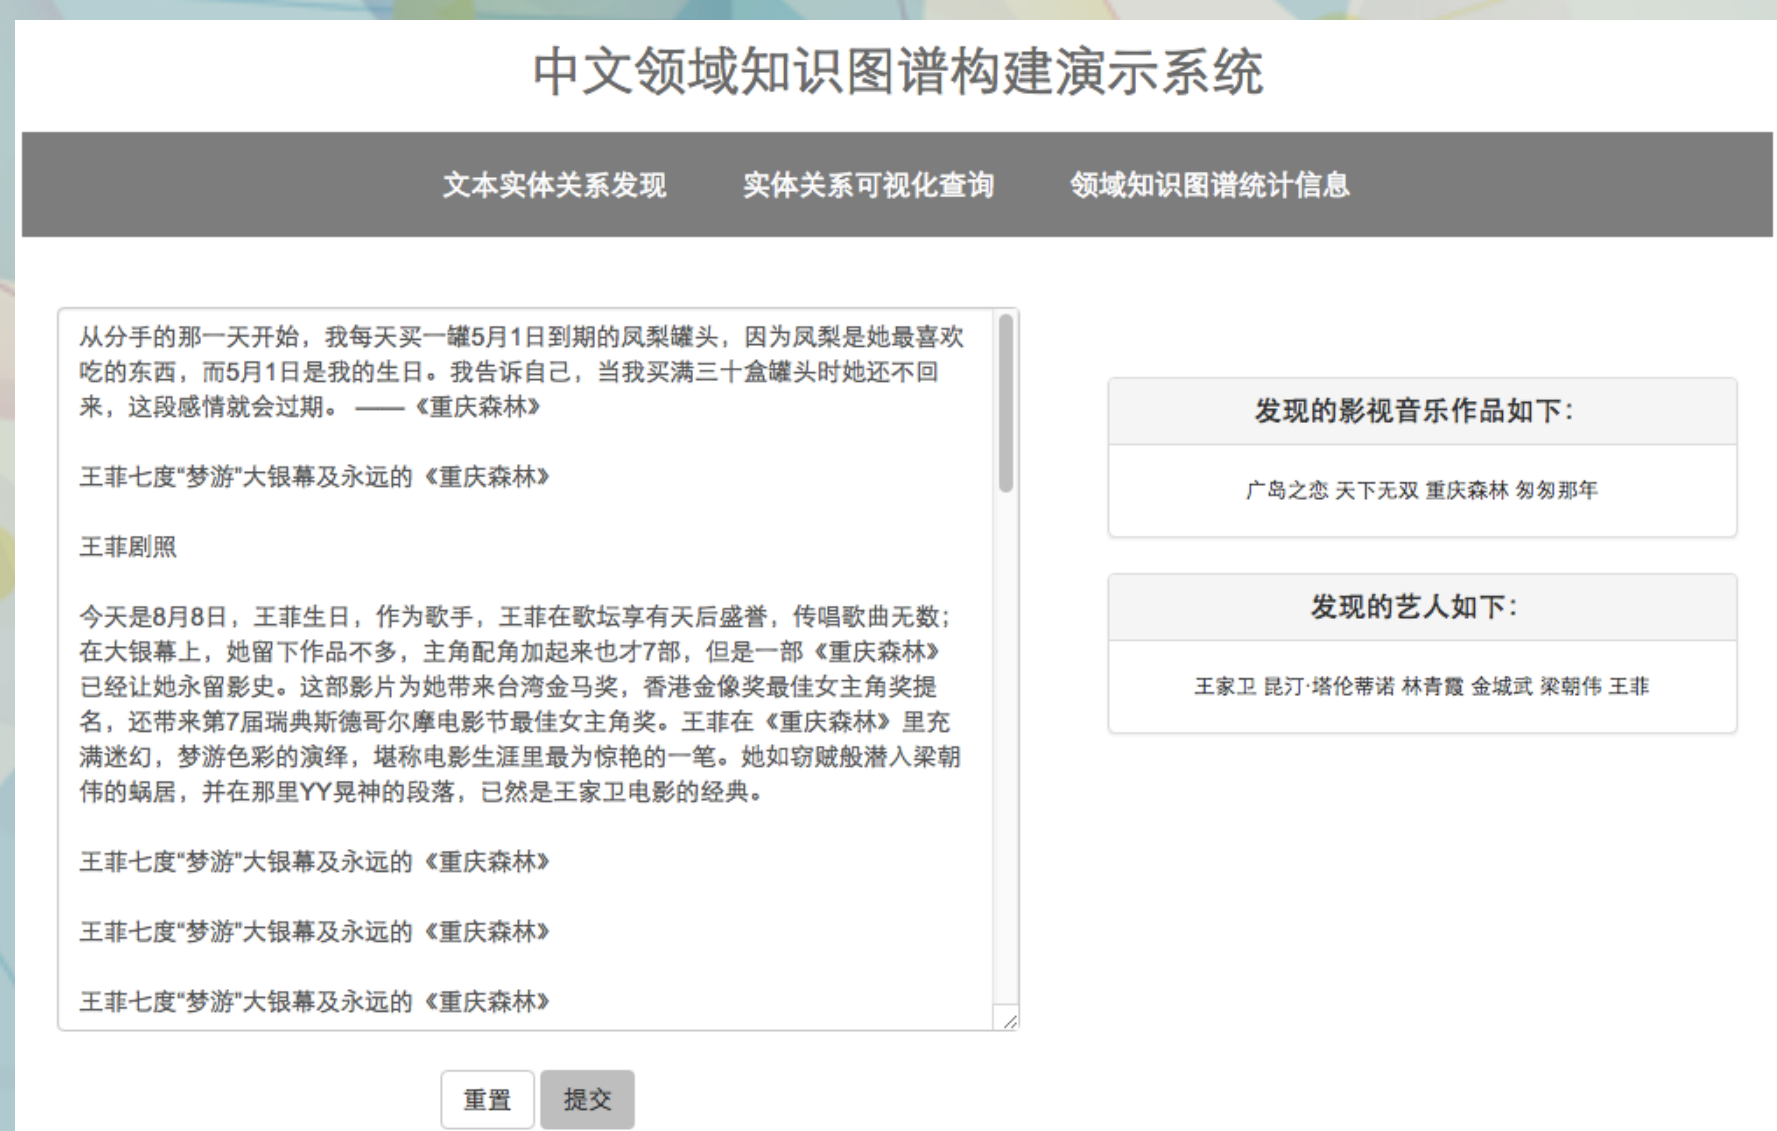 中文领域知识图谱构建演示系统
文本实体关系发现 实体关系可视化查询 领域知识图谱统计信息
从分手的那一天开始，我每天买一罐5月1日到期的凤梨罐头，因为凤梨是她最喜欢
吃的东西，而5月1日是我的生日。我告诉自己，当我买满三十盒罐头时她还不回
来，这段感情就会过期。 ——《重庆森林》
王菲七度“梦游”大银幕及永远的《重庆森林》
王菲剧照
今天是8月8日，王菲生日，作为歌手，王菲在歌坛享有天后盛誉，传唱歌曲无数；
在大银幕上，她留下作品不多，主角配角加起来也才7部，但是一部《重庆森林》
已经让她永留影史。这部影片为她带来台湾金马奖，香港金像奖最佳女主角奖提
名，还带来第7届瑞典斯德哥尔摩电影节最佳女主角奖。王菲在《重庆森林》里充
满迷幻，梦游色彩的演绎，堪称电影生涯里最为惊艳的一笔。她如窃贼般潜入梁朝
伟的蜗居，并在那里YY晃神的段落，已然是王家卫电影的经典。
王菲七度“梦游”大银幕及永远的《重庆森林》
王菲七度“梦游”大银幕及永远的《重庆森林》
王菲七度“梦游”大银幕及永远的《重庆森林》
重置 提交
发现的影视音乐作品如下：
广岛之恋 天下无双 重庆森林 匆匆那年
发现的艺人如下：
王家卫 昆汀·塔伦蒂诺 林青霞 金城武 梁朝伟 王菲